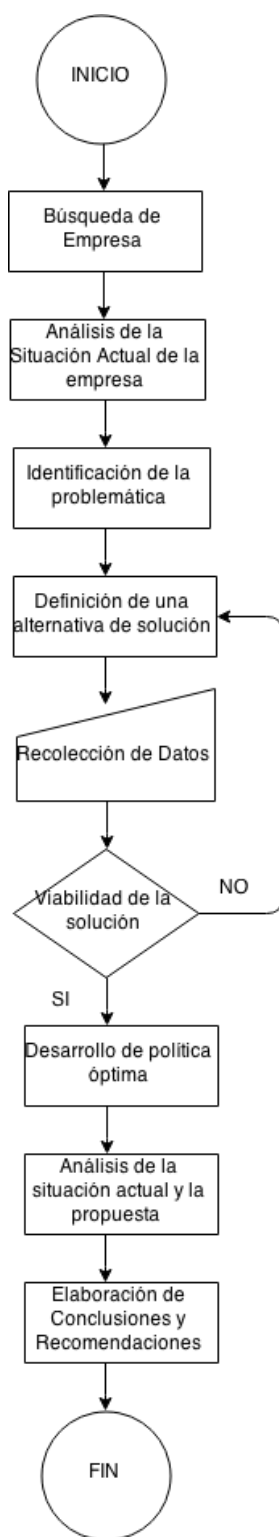 INICIO
Búsqueda de
Empresa
Análisis de la
Situación Actual de la
empresa
Identificación de la
problemática
Definición de una
alternativa de solución
Recolección de Datos
Viabilidad de la
solución
NO
SI
Desarrollo de política
óptima
Análisis de la
situación actual y la
propuesta
Elaboración de
Conclusiones y
Recomendaciones
FIN